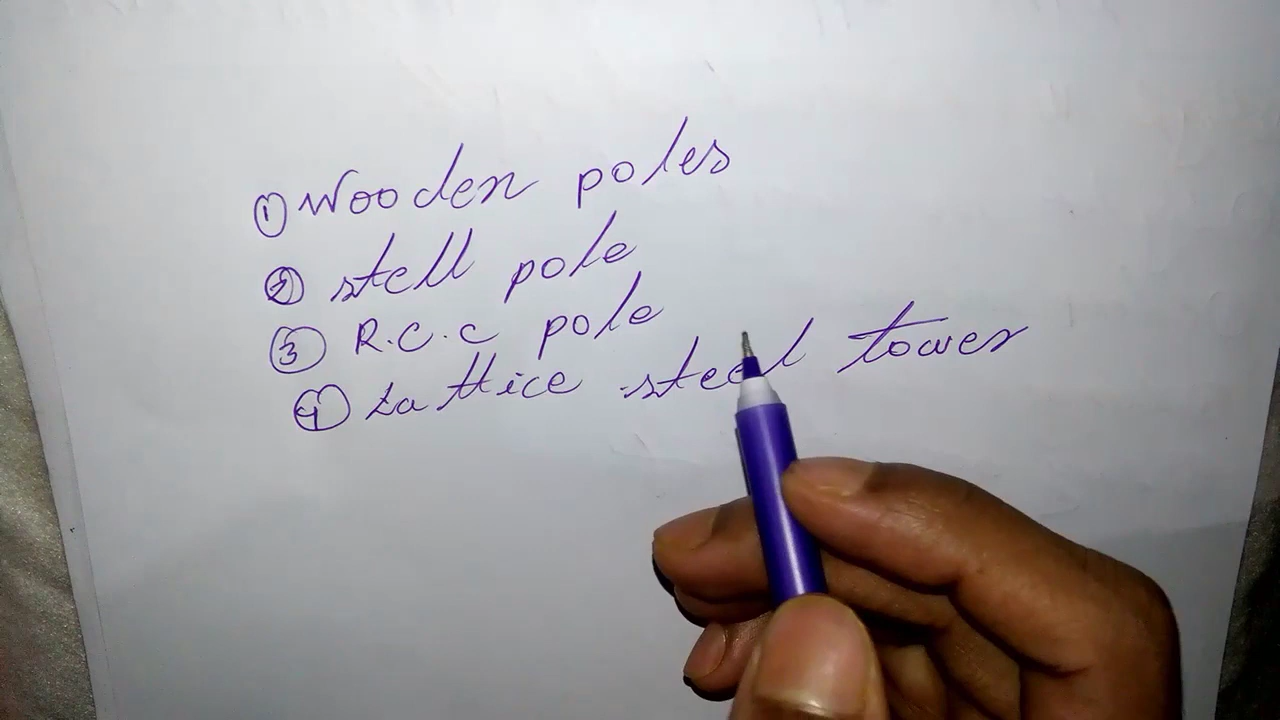 ① Wooden poles
② stell pole
③ R.C.C pole
④ Lattice steel tower